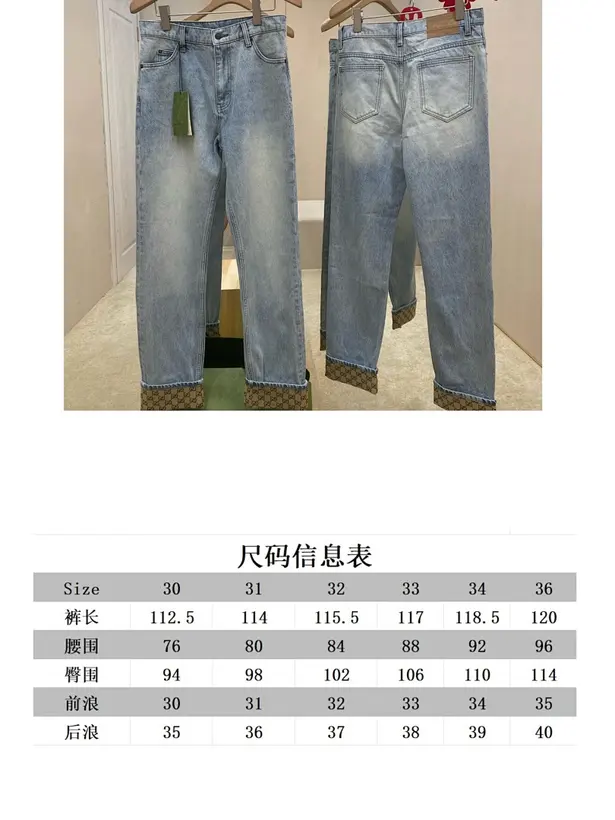 尺码信息表
Size 30 31 32 33 34 36
裤长 112.5 114 115.5 117 118.5 120
腰围 76 80 84 88 92 96
臀围 94 98 102 106 110 114
前浪 30 31 32 33 34 35
后浪 35 36 37 38 39 40